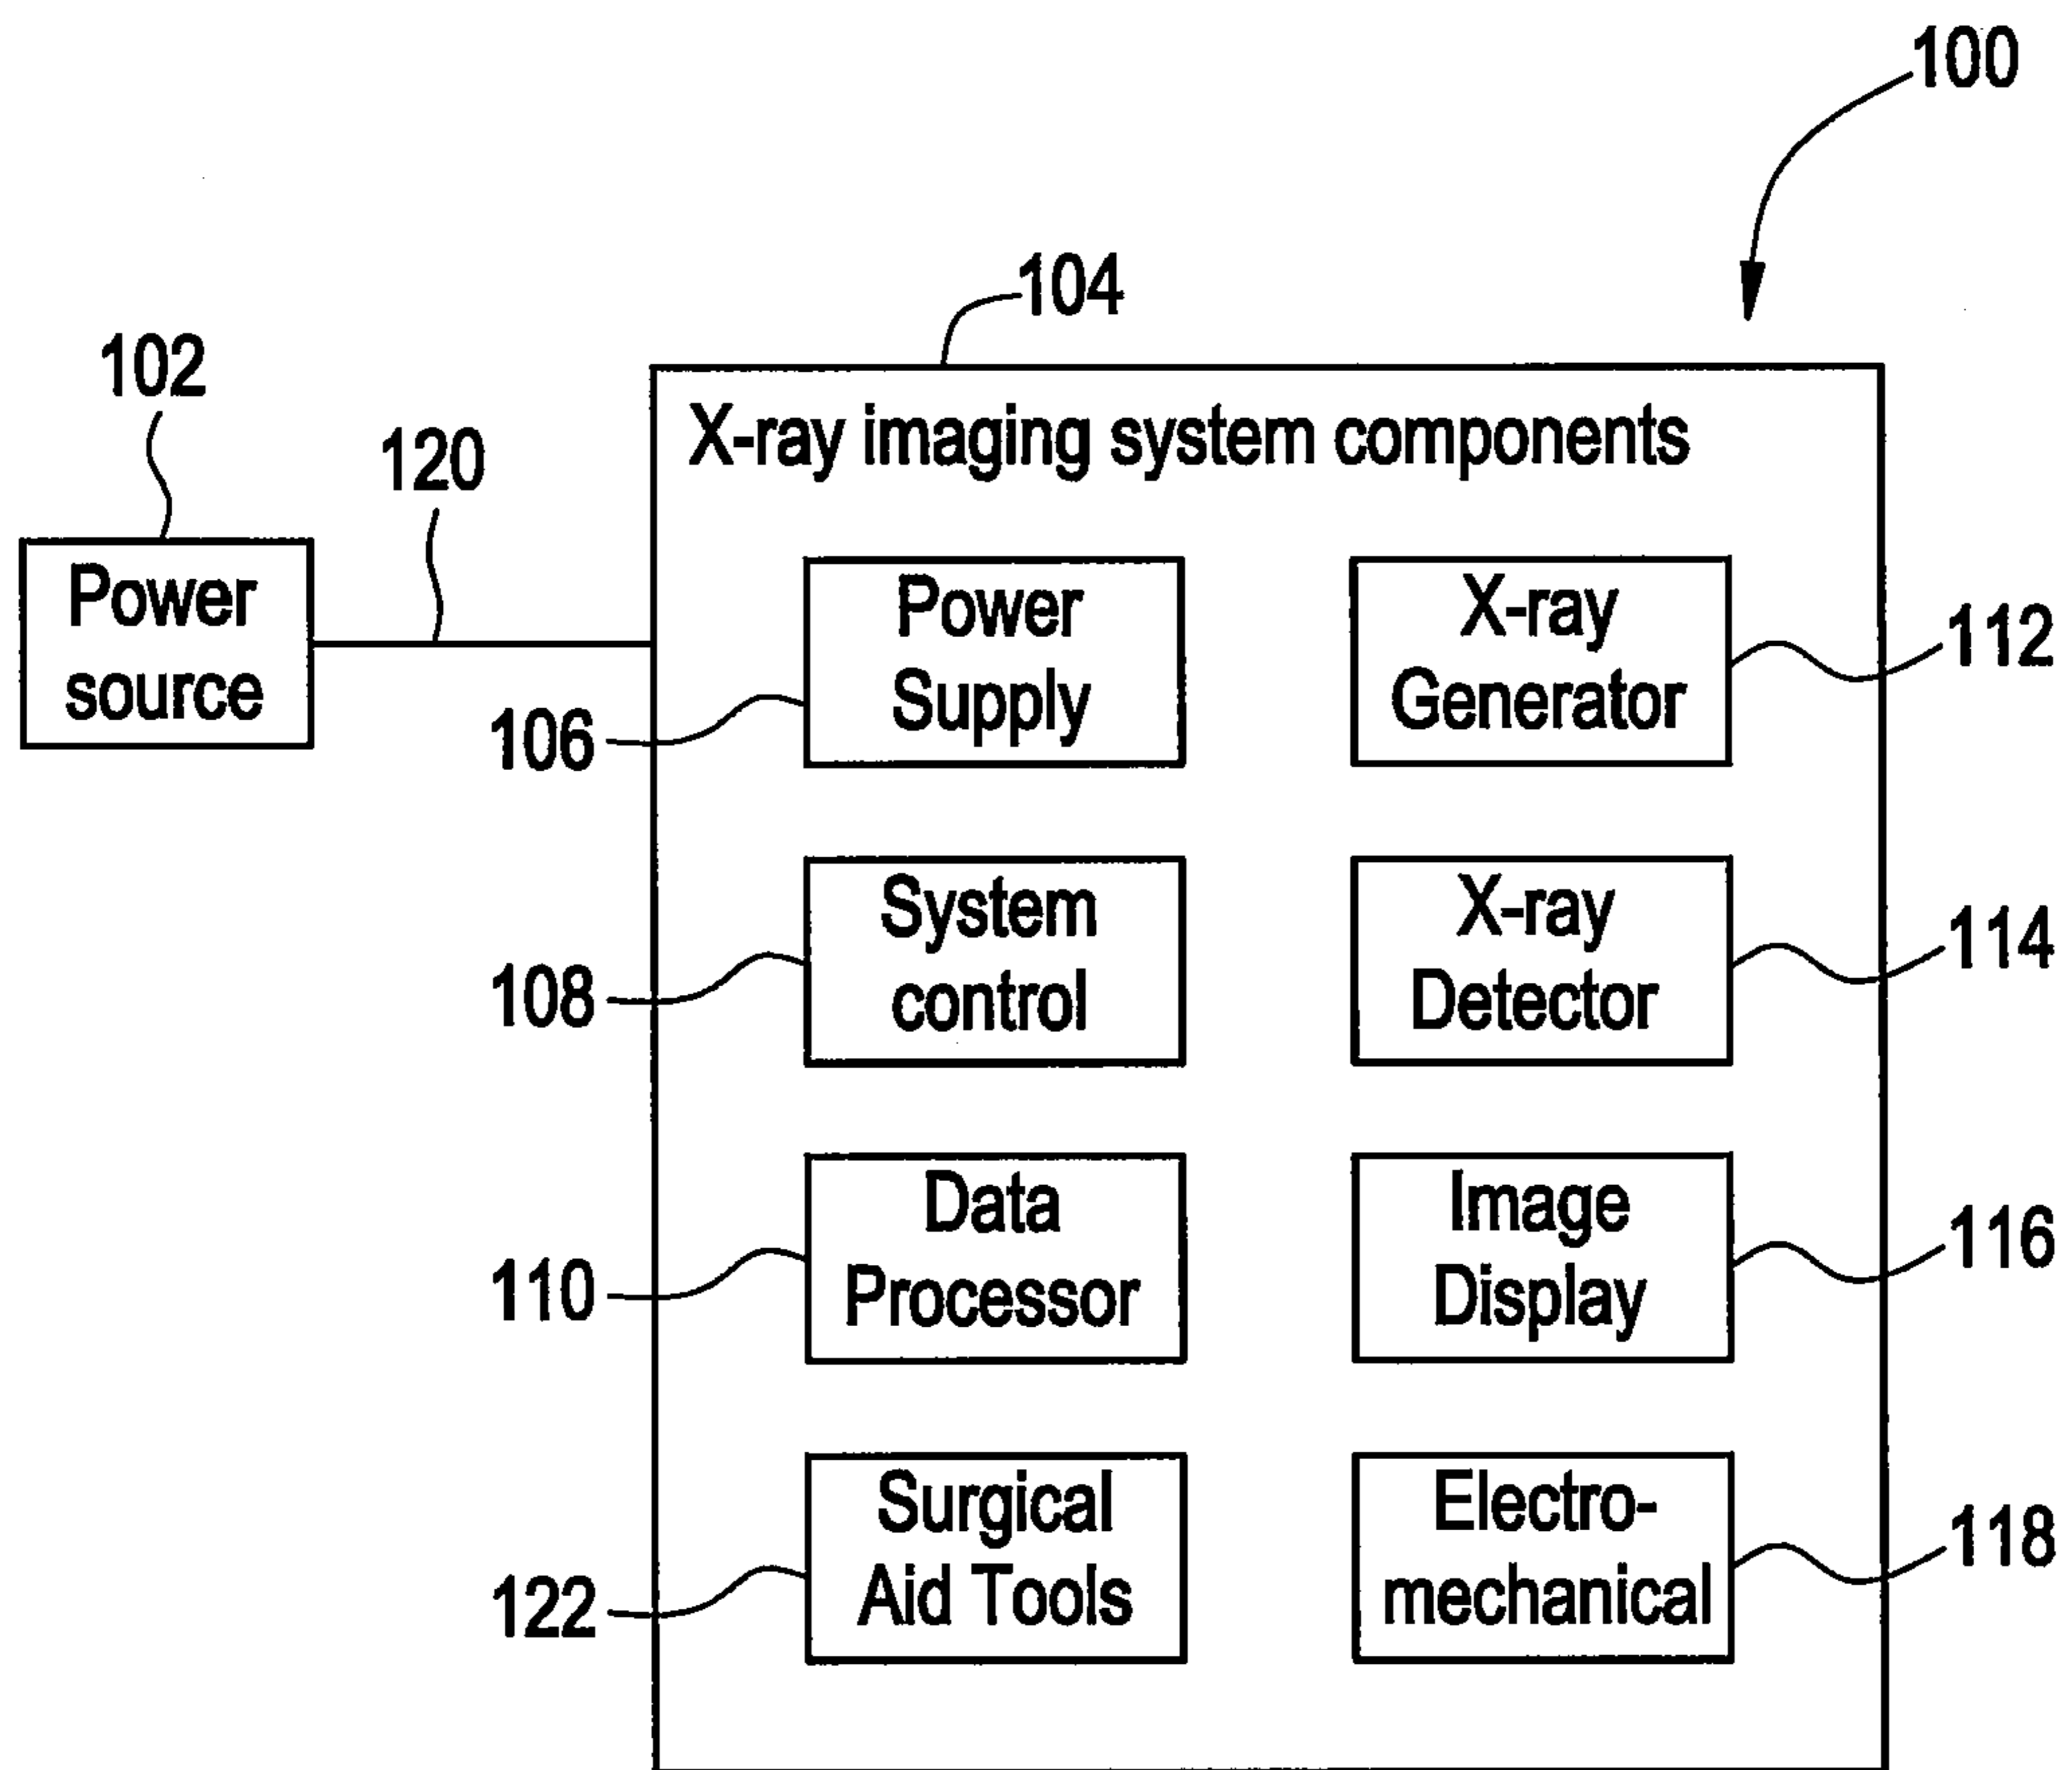 100
104
102
120
X-ray imaging system components
Power
source
Power
Supply
106
X-ray
Generator
112
System
control
108
X-ray
Detector
114
Data
Processor
110
Image
Display
116
Surgical
Aid Tools
122
Electro-
mechanical
118